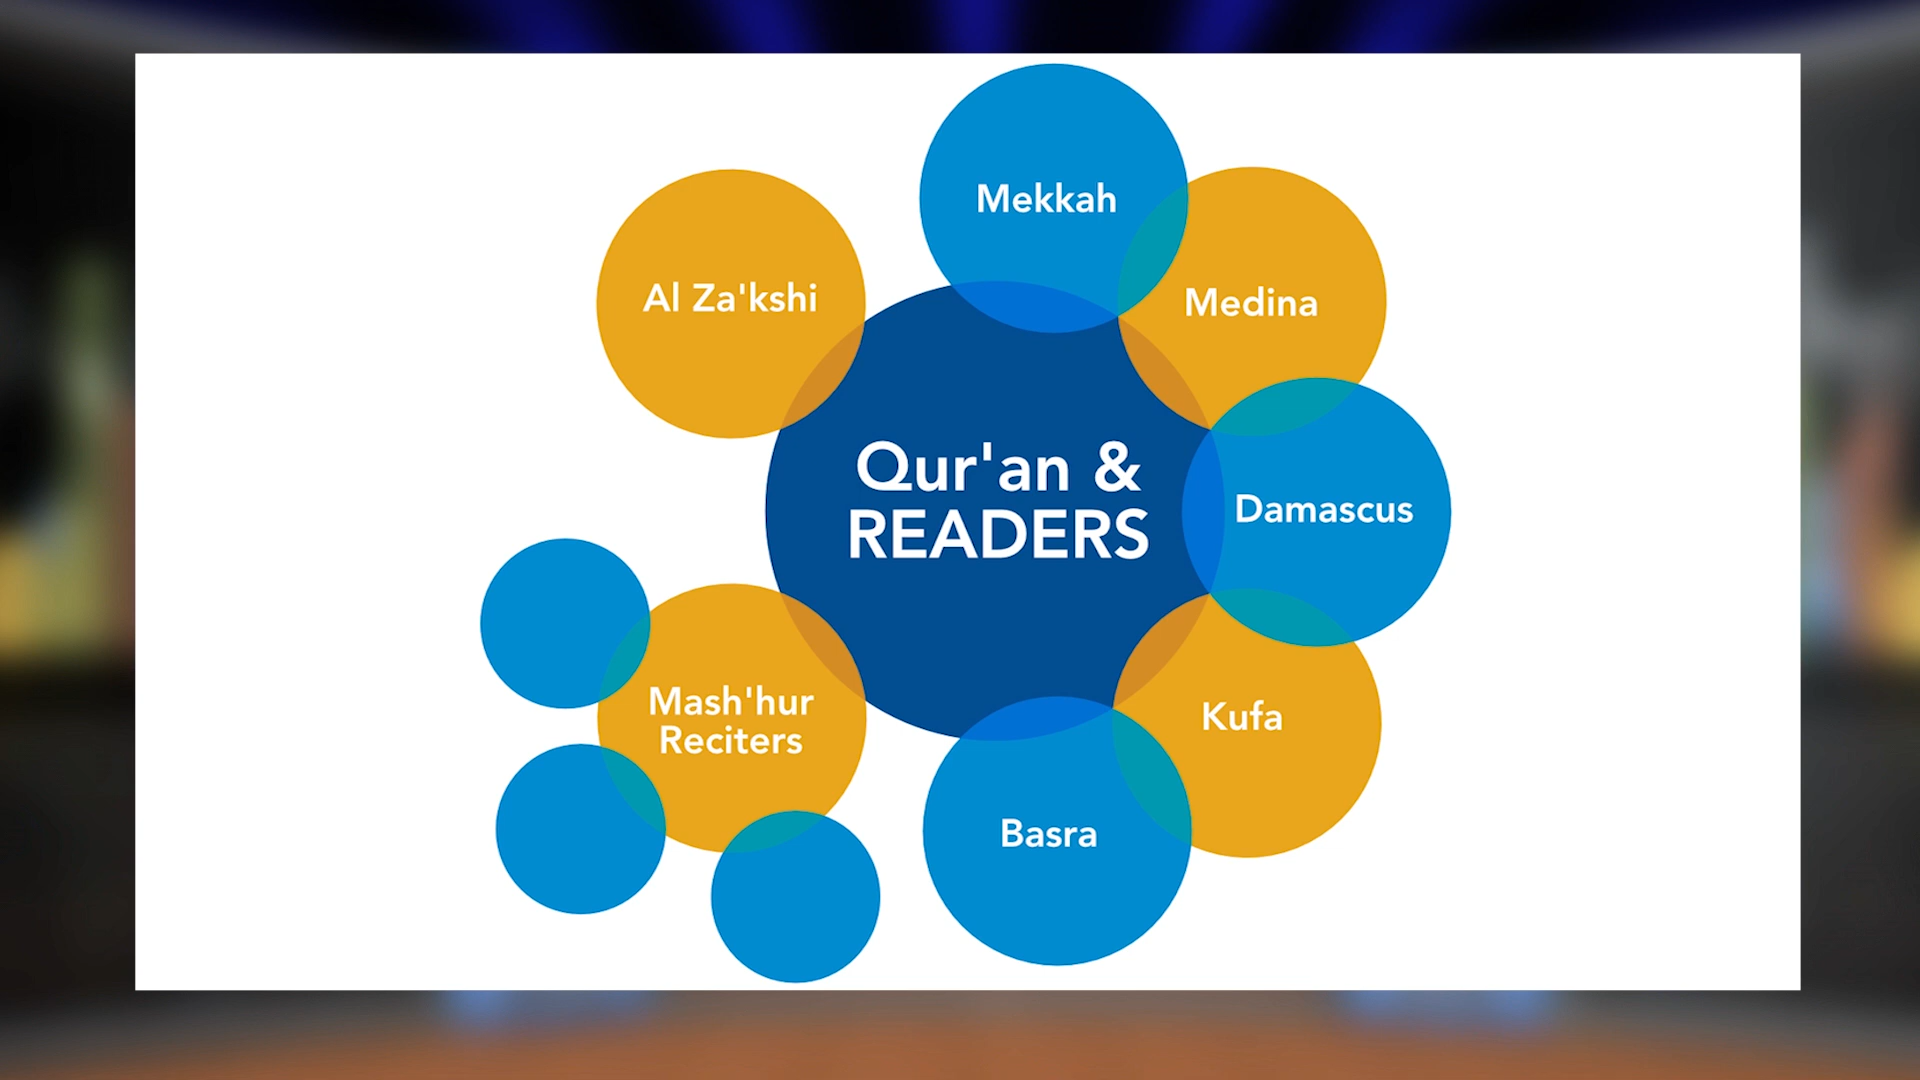 Mekkah
Al Za'kshi
Medina
Qur'an &
READERS
Damascus
Mash'hur
Reciters
Kufa
Basra